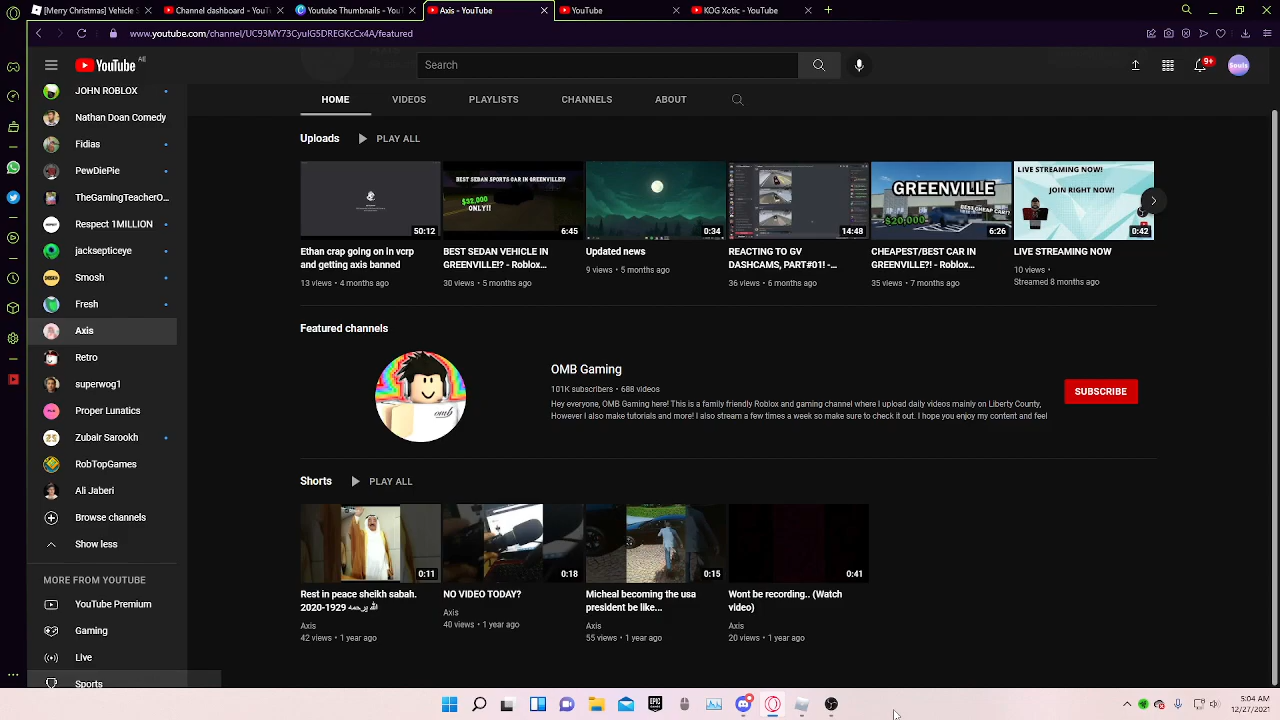 [Merry Christmas] Vehicle S
Channel dashboard - YouT
Youtube Thumbnails - You
Axis - YouTube
YouTube
KOG Xotic - YouTube
www.youtube.com/channel/UC93MY73CyuIG5DREGKcCx4A/featured
YouTube AE
Search
9+
Souls
JOHN ROBLOX
Nathan Doan Comedy
Fidias
PewDiePie
TheGamingTeachero...
Respect 1MILLION
jacksepticeye
Smosh
Fresh
Axis
Retro
superwog1
Proper Lunatics
Zubair Sarookh
RobTopGames
Ali Jaberi
Browse channels
Show less
MORE FROM YOUTUBE
YouTube Premium
Gaming
Live
Sports
HOME VIDEOS PLAYLISTS CHANNELS ABOUT
Uploads PLAY ALL
50:12
BEST SEDAN SPORTS CAR IN GREENVILLE!?
$32,000
ONLY!!
6:45
0:34
14:48
GREENVILLE
$20,000
BEST CHEAP CAR?!
6:26
LIVE STREAMING NOW!
JOIN RIGHT NOW!
0:42
Ethan crap going on in vcrp
and getting axis banned
13 views • 4 months ago
BEST SEDAN VEHICLE IN
GREENVILLE!? - Roblox...
30 views • 5 months ago
Updated news
9 views • 5 months ago
REACTING TO GV
DASHCAMS, PART#01! -...
36 views • 6 months ago
CHEAPEST/BEST CAR IN
GREENVILLE?! - Roblox...
35 views • 7 months ago
LIVE STREAMING NOW
10 views •
Streamed 8 months ago
Featured channels
omb
OMB Gaming
101K subscribers • 688 videos
Hey everyone, OMB Gaming here! This is a family friendly Roblox and gaming channel where I upload daily videos mainly on Liberty County,
However I also make tutorials and more! I also stream a few times a week so make sure to check it out. I hope you enjoy my content and feel
SUBSCRIBE
Shorts PLAY ALL
0:11
0:18
0:15
0:41
Rest in peace sheikh sabah.
2020-1929
Axis
42 views • 1 year ago
NO VIDEO TODAY?
Axis
40 views • 1 year ago
Micheal becoming the usa
president be like...
Axis
55 views • 1 year ago
Wont be recording.. (Watch
video)
Axis
20 views • 1 year ago
EPIC
5:04 AM
12/27/2021